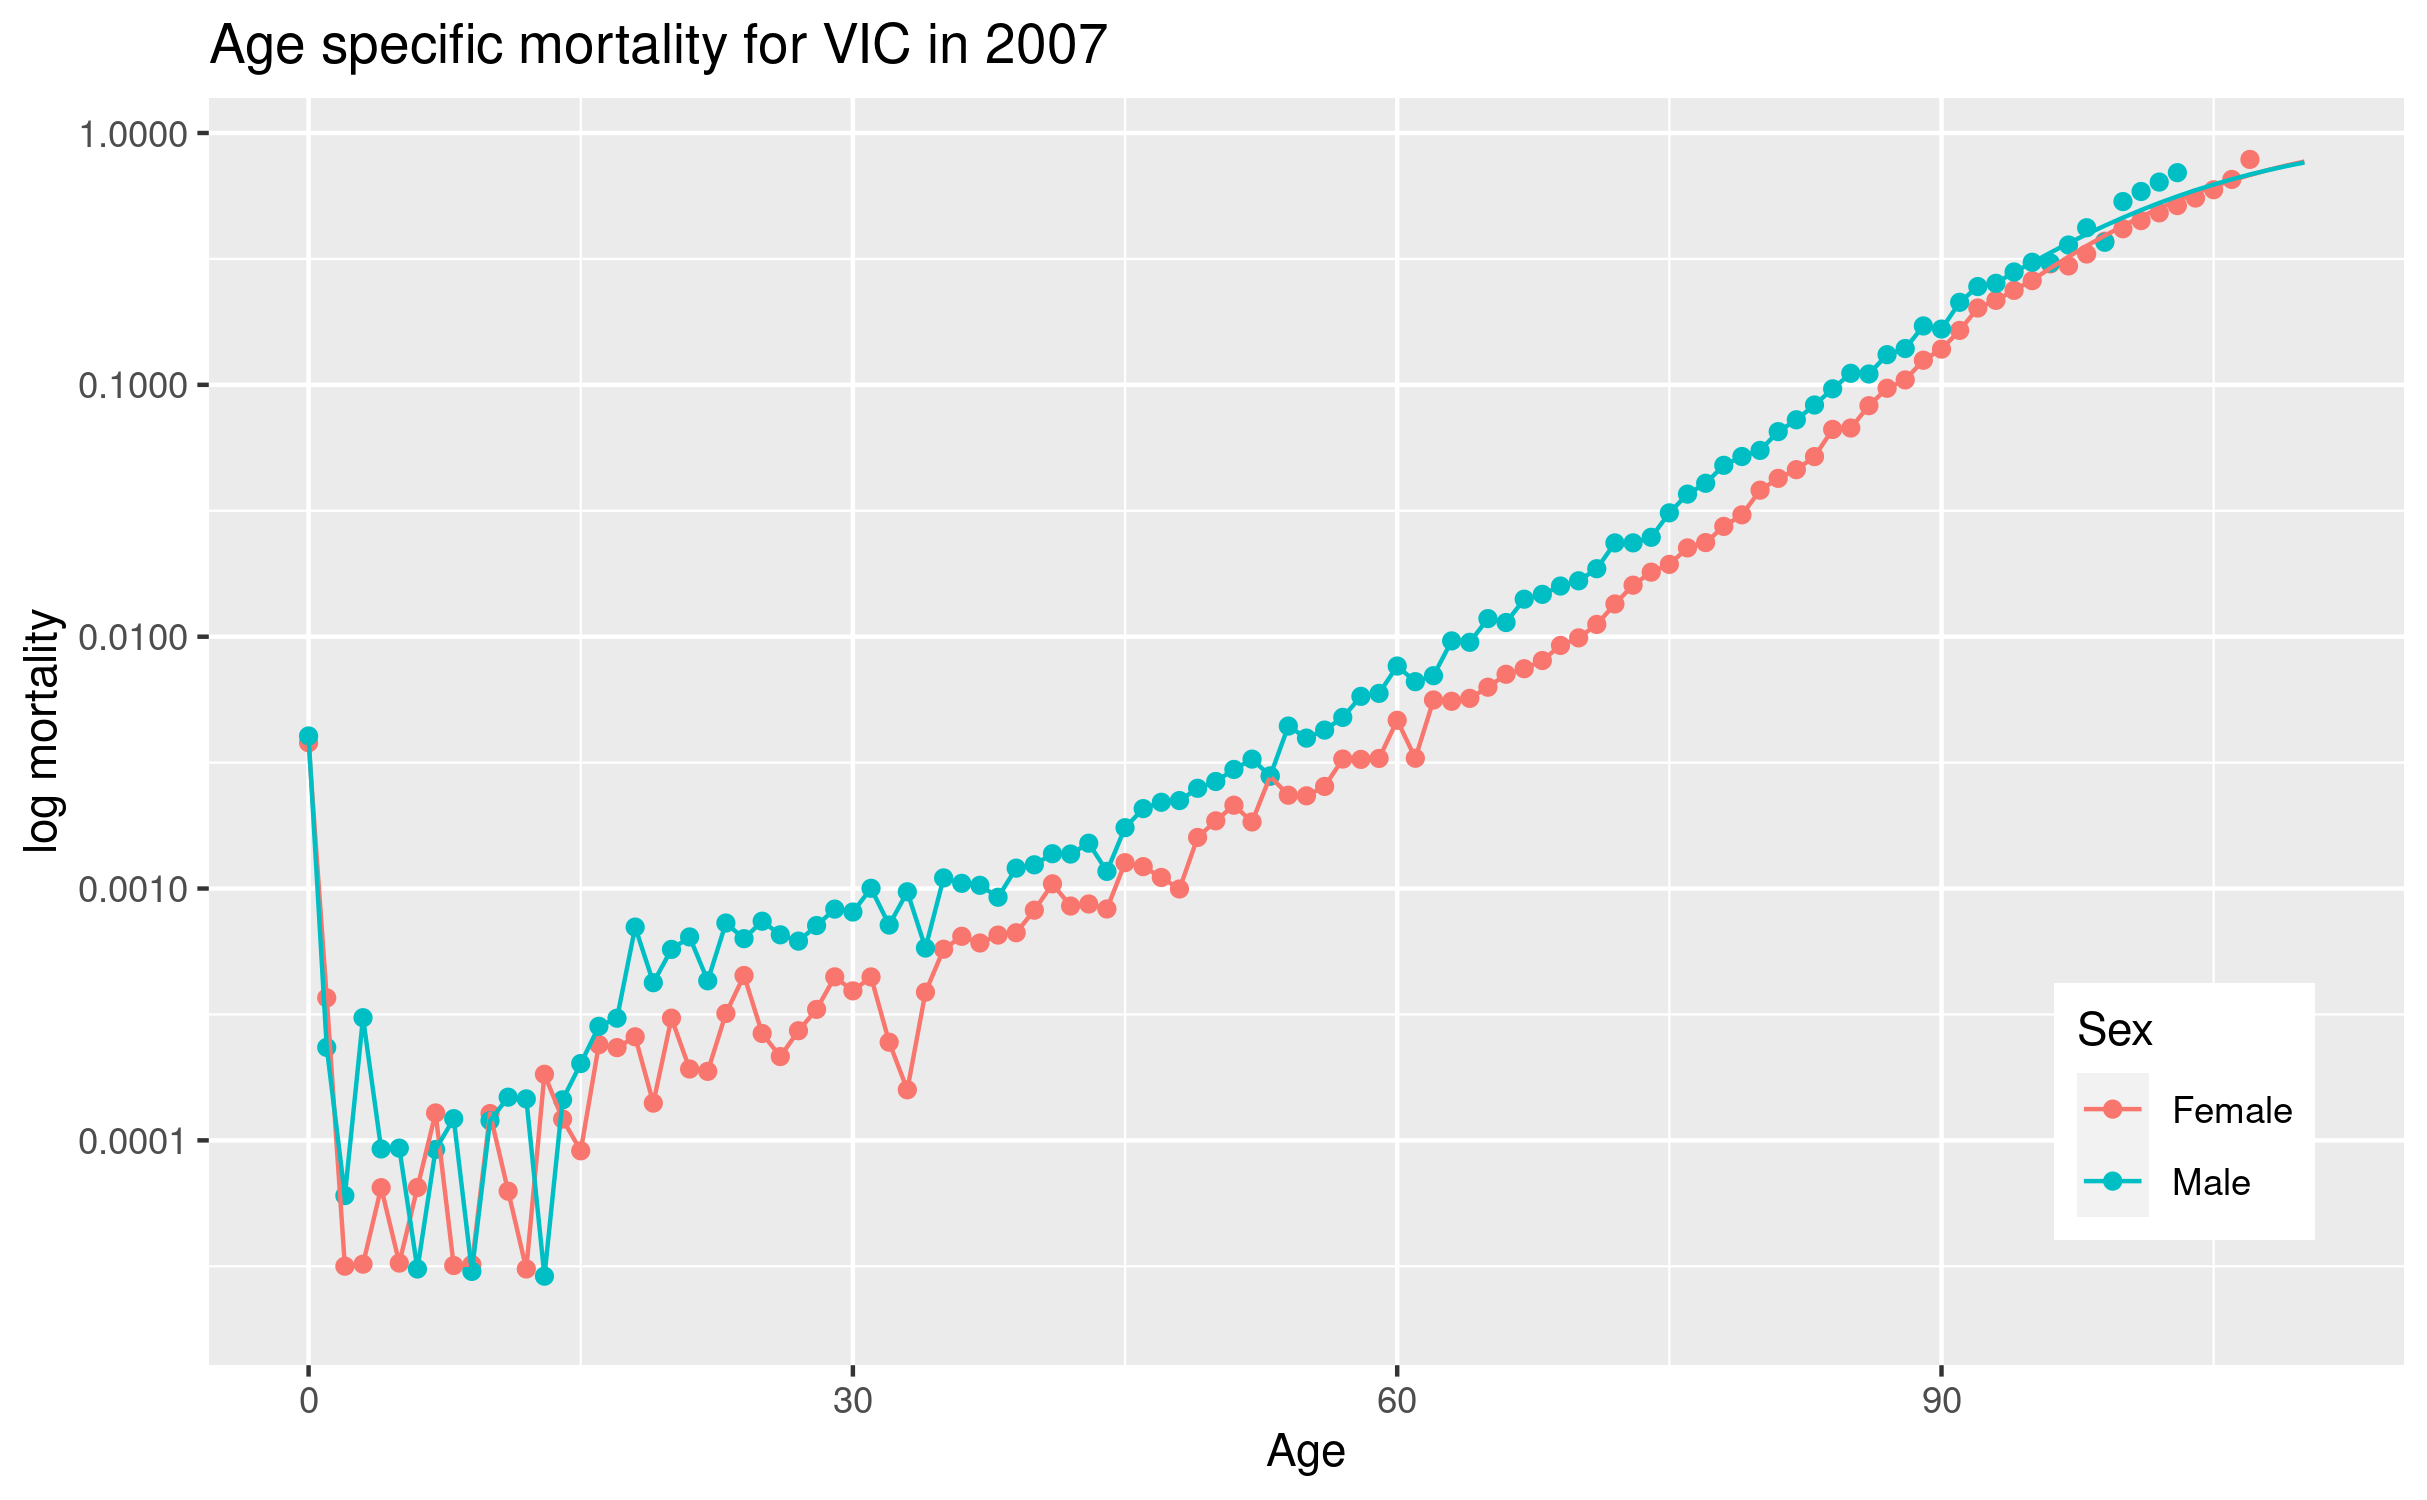 Age specific mortality for VIC in 2007
log mortality
1.0000
0.1000
0.0100
0.0010
0.0001
0
30
60
90
Age
Sex
Female
Male